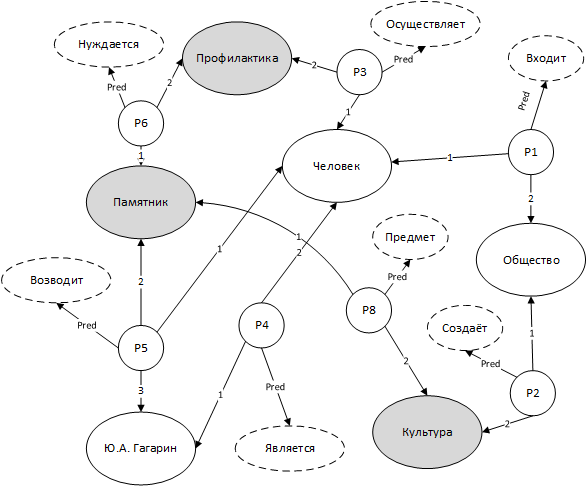 Осуществляет
Нуждается
Профилактика
Входит
P3
2
Pred
Pred
2
1
Pred
P6
1
P1
1
Человек
2
Памятник
1
1
2
Предмет
Общество
Возводит
2
Pred
P8
Создаёт
Pred
P4
1
P5
2
Pred
3
Pred
1
P2
2
Культура
Ю.А. Гагарин
Является